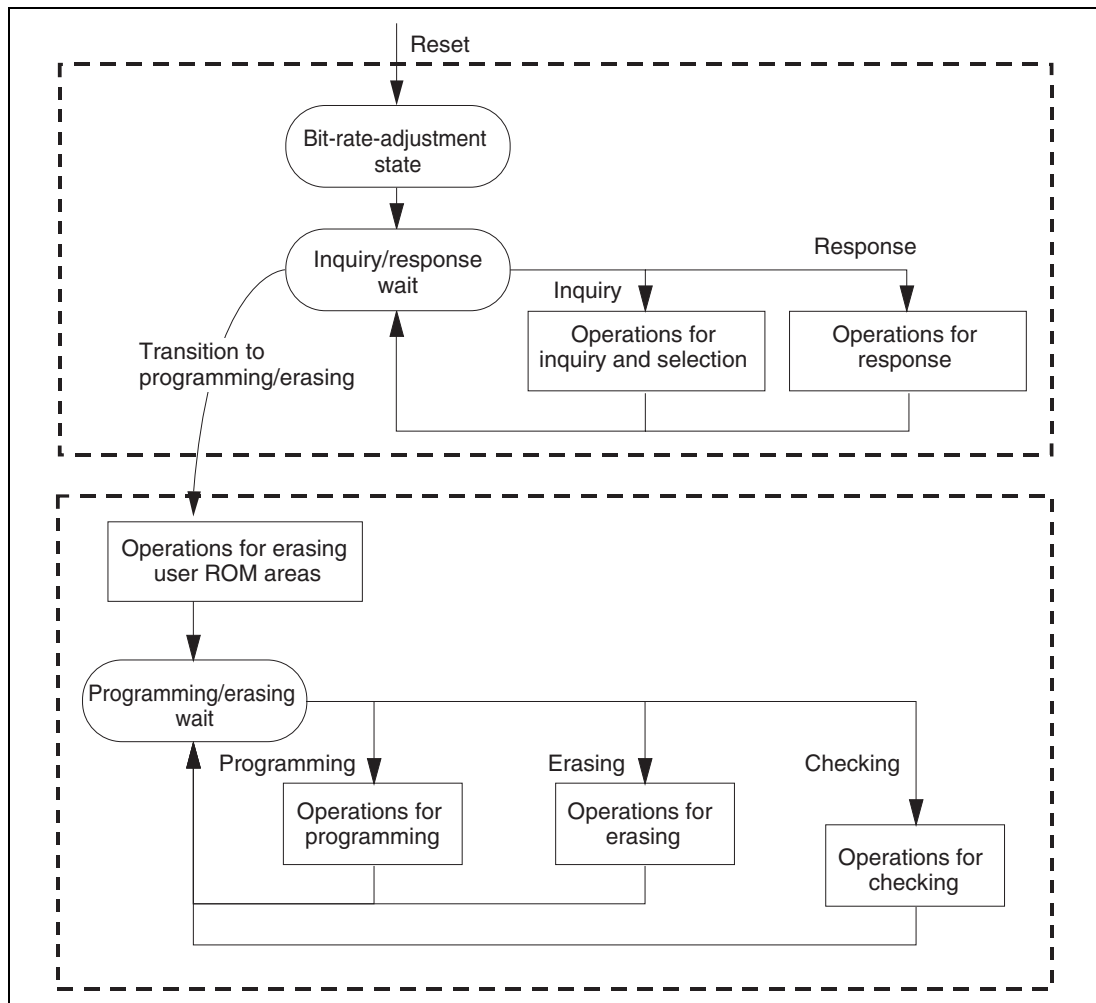 Reset
Bit-rate-adjustment
state
Inquiry/response
wait
Response
Inquiry
Operations for
inquiry and selection
Operations for
response
Transition to
programming/erasing
Operations for erasing
user ROM areas
Programming/erasing
wait
Programming
Erasing
Checking
Operations for
programming
Operations for
erasing
Operations for
checking